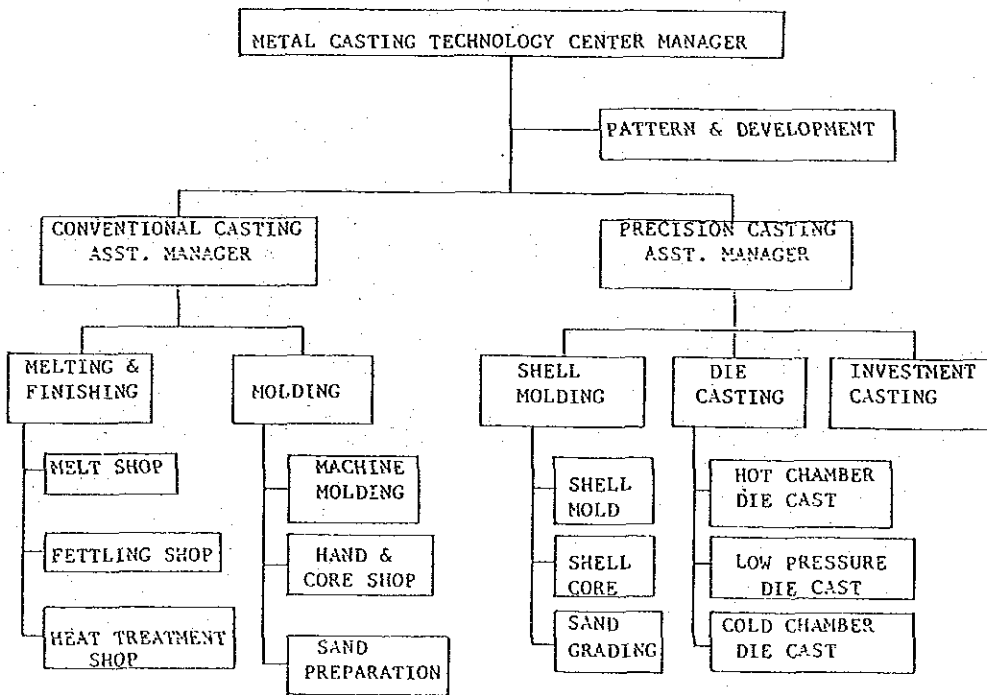 METAL CASTING TECHNOLOGY CENTER MANAGER
PATTERN & DEVELOPMENT
CONVENTIONAL CASTING
ASST. MANAGER
PRECISION CASTING
ASST. MANAGER
MELTING &
FINISHING
MOLDING
SHELL
MOLDING
DIE
CASTING
INVESTMENT
CASTING
MELT SHOP
FETTLING SHOP
HEAT TREATMENT
SHOP
MACHINE
MOLDING
HAND &
CORE SHOP
SAND
PREPARATION
SHELL
MOLD
SHELL
CORE
SAND
GRADING
HOT CHAMBER
DIE CAST
LOW PRESSURE
DIE CAST
COLD CHAMBER
DIE CAST